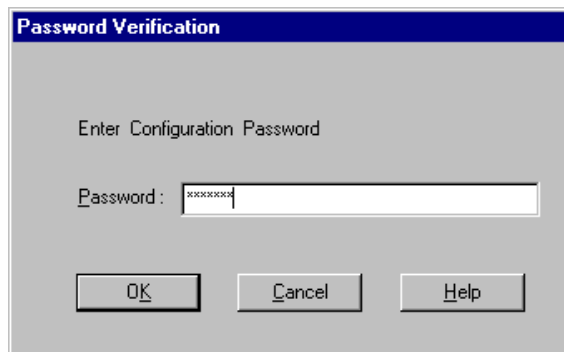 Password Verification
Enter Configuration Password
Password : *******
OK Cancel Help